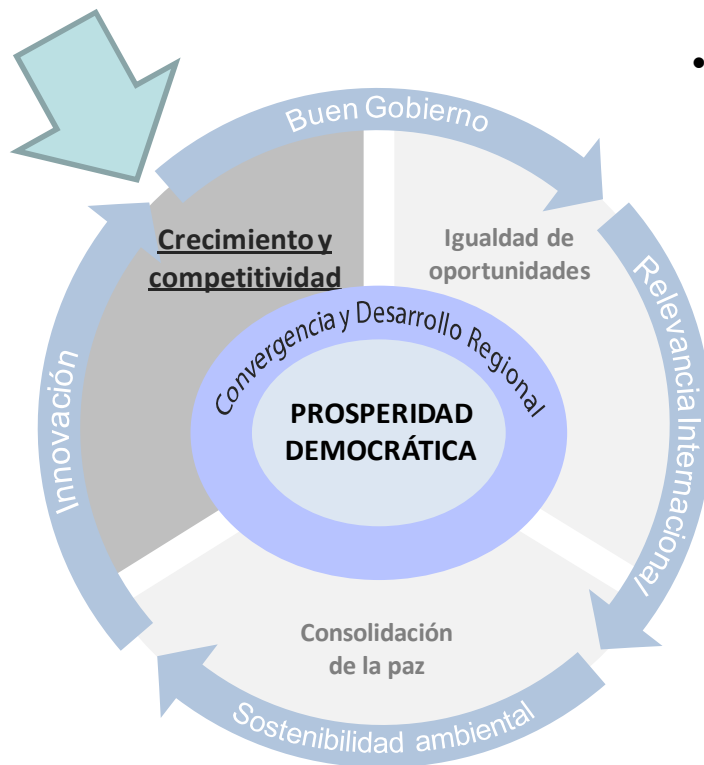 •
Buen Gobierno
Crecimiento y
competitividad
Igualdad de
oportunidades
Relevancia Internacional
Convergencia y Desarrollo Regional
PROSPERIDAD
DEMOCRÁTICA
Innovación
Consolidación
de la paz
Sostenibilidad ambiental